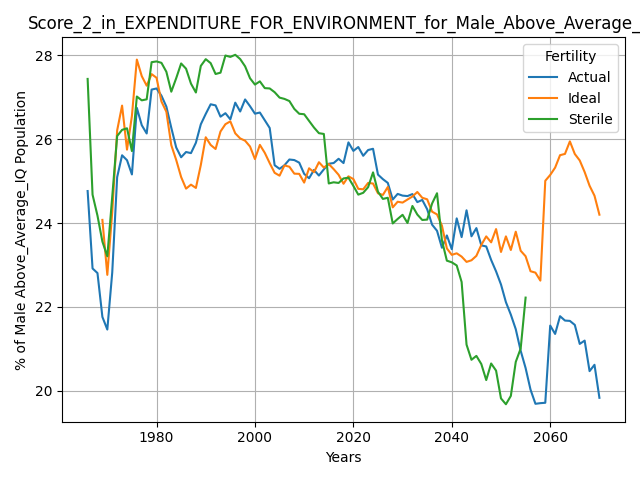 Score_2_in_EXPENDITURE_FOR_ENVIRONMENT_for_Male_Above_Average_
28
26
24
22
20
% of Male Above_Average_IQ Population
Fertility
Actual
Ideal
Sterile
1980
2000
2020
2040
2060
Years